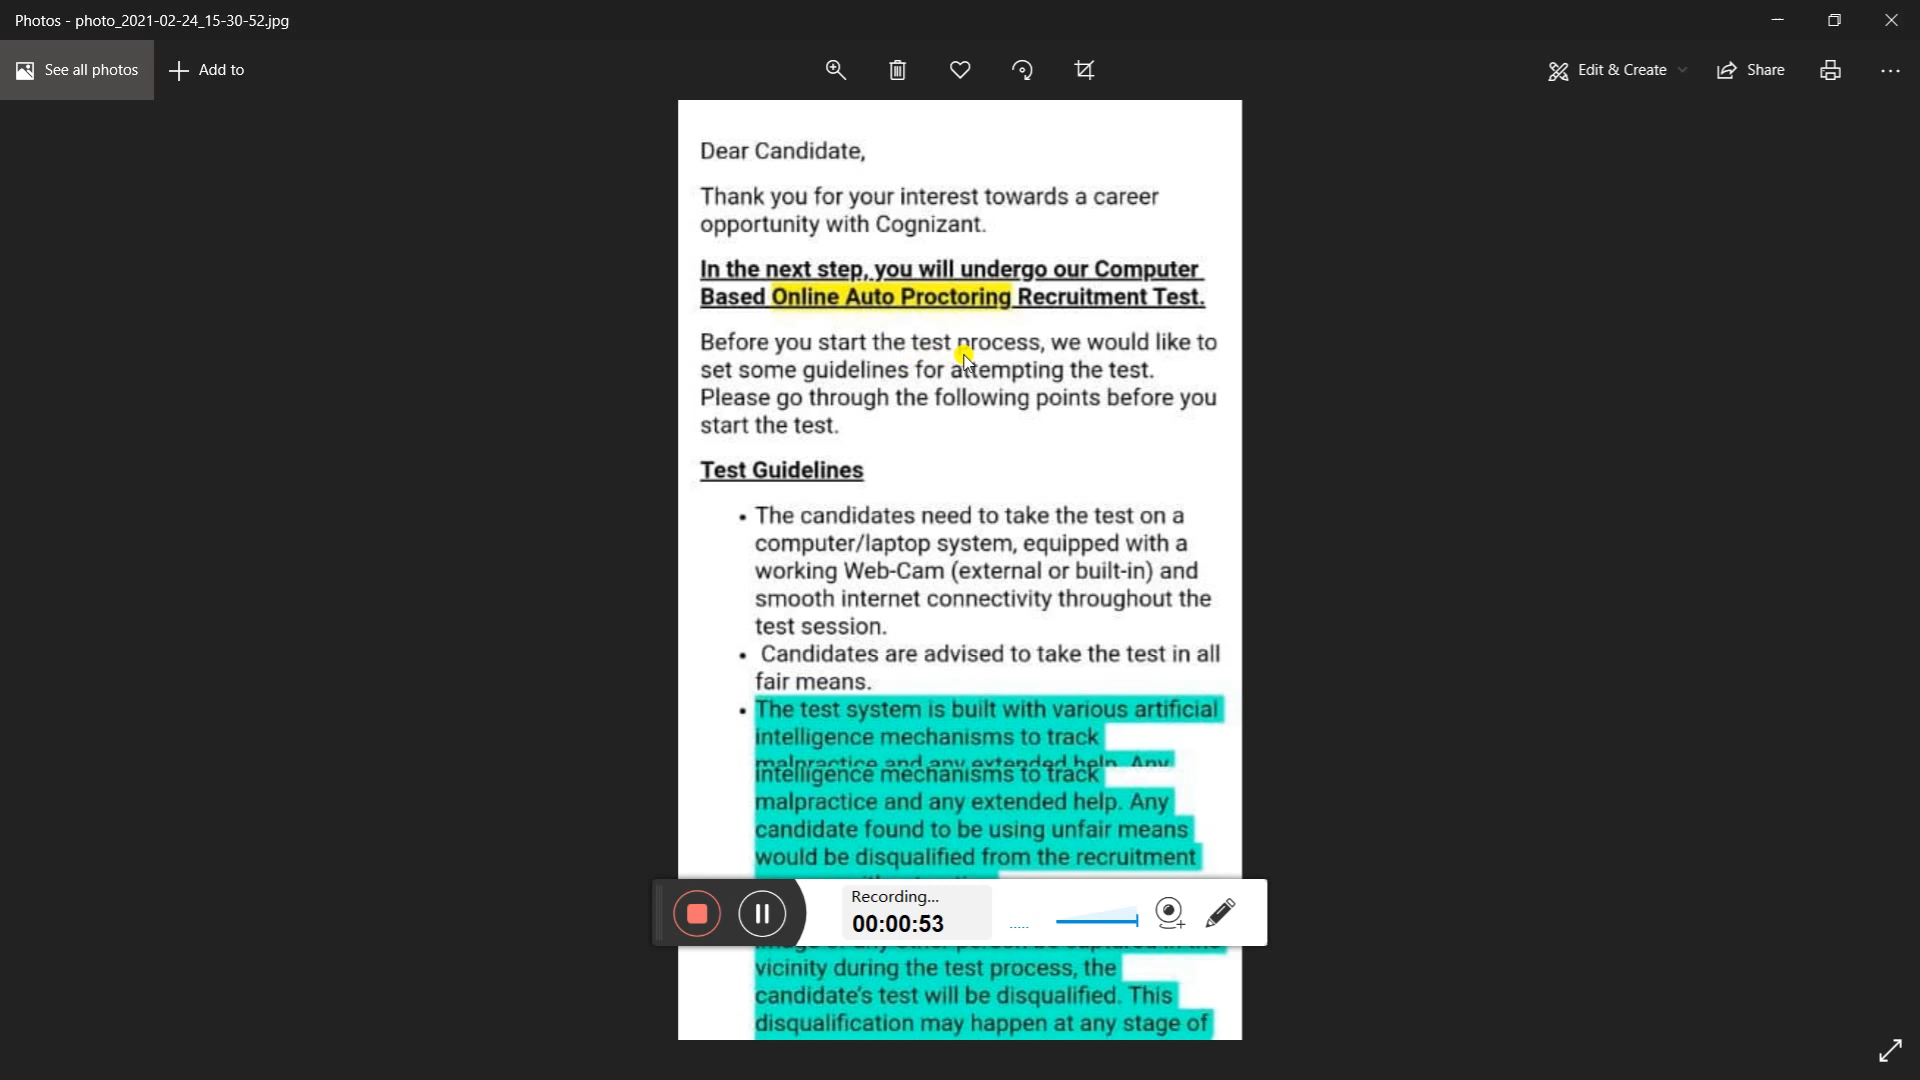 Photos - photo_2021-02-24_15-30-52.jpg
See all photos
Add to
Edit & Create
Share
Dear Candidate,
Thank you for your interest towards a career
opportunity with Cognizant.
In the next step, you will undergo our Computer
Based Online Auto Proctoring Recruitment Test.
Before you start the test process, we would like to
set some guidelines for attempting the test.
Please go through the following points before you
start the test.
Test Guidelines
• The candidates need to take the test on a
computer/laptop system, equipped with a
working Web-Cam (external or built-in) and
smooth internet connectivity throughout the
test session.
• Candidates are advised to take the test in all
fair means.
• The test system is built with various artificial
intelligence mechanisms to track
malpractice and any extended help. Any
intelligence mechanisms to track
malpractice and any extended help. Any
candidate found to be using unfair means
would be disqualified from the recruitment
Recording...
00:00:53
vicinity during the test process, the
candidate's test will be disqualified. This
disqualification may happen at any stage of